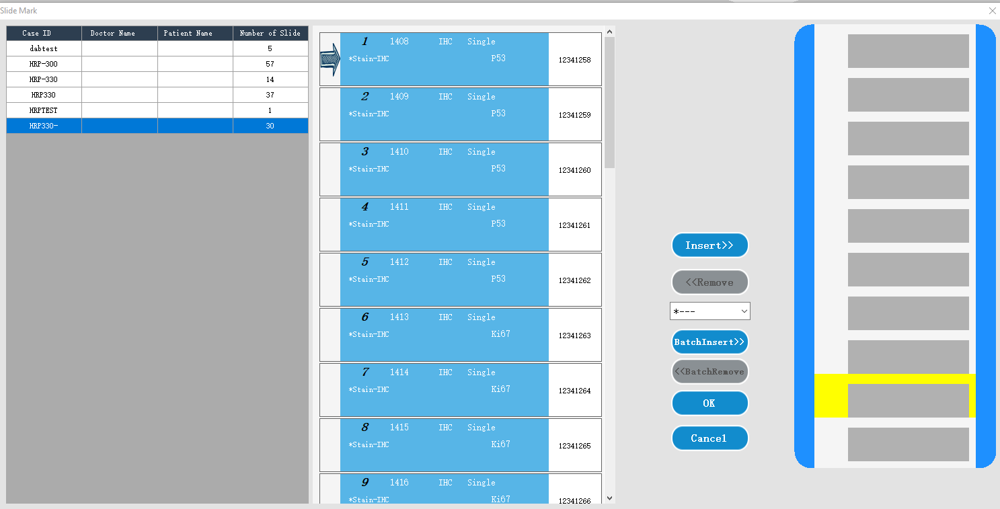 Slide Mark
Case ID Doctor Name Patient Name Number of Slide
dabtest 5
HRP-300 57
HRP-330 14
HRP330 37
HRPTEST 1
HRP330- 30
1 1408 IHC Single
*Stain-IHC P53 12341258
2 1409 IHC Single
*Stain-IHC P53 12341259
3 1410 IHC Single
*Stain-IHC P53 12341260
4 1411 IHC Single
*Stain-IHC P53 12341261
5 1412 IHC Single
*Stain-IHC P53 12341262
6 1413 IHC Single
*Stain-IHC Ki67 12341263
7 1414 IHC Single
*Stain-IHC Ki67 12341264
8 1415 IHC Single
*Stain-IHC Ki67 12341265
9 1416 IHC Single
*Stain-IHC Ki67 12341266
Insert>>
<<Remove
*---
BatchInsert>>
<<BatchRemove
OK
Cancel